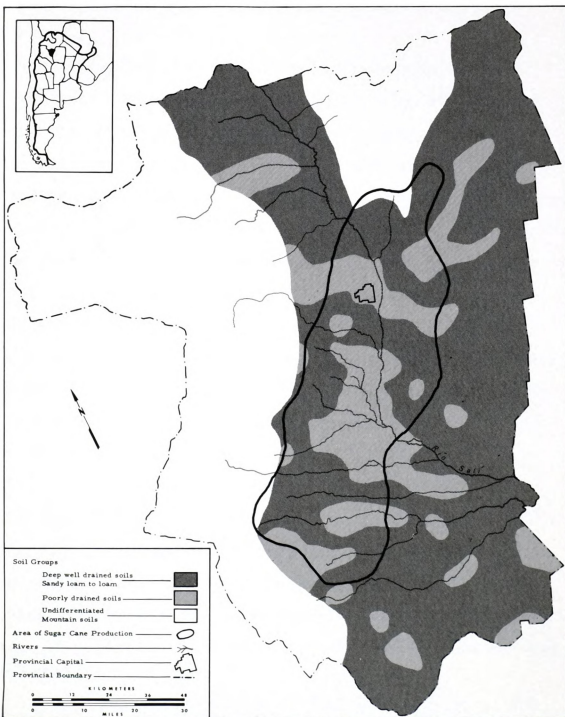 N
Rio Sali
Soil Groups
Deep well drained soils
Sandy loam to loam
Poorly drained soils
Undifferentiated
Mountain soils
Area of Sugar Cane Production
Rivers
Provincial Capital
Provincial Boundary
KILOMETERS
0 12 24 36 48
0 10 20 30
MILES